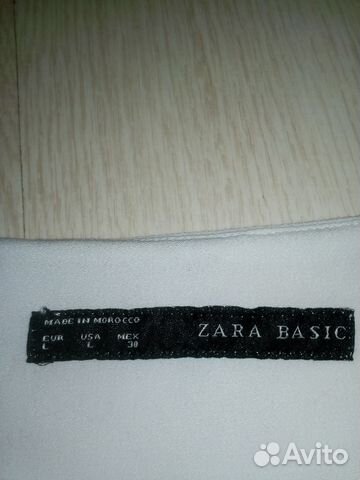 MADE IN MOROCCO
EUR USA MEX
L L 30
ZARA BASIC
Avito